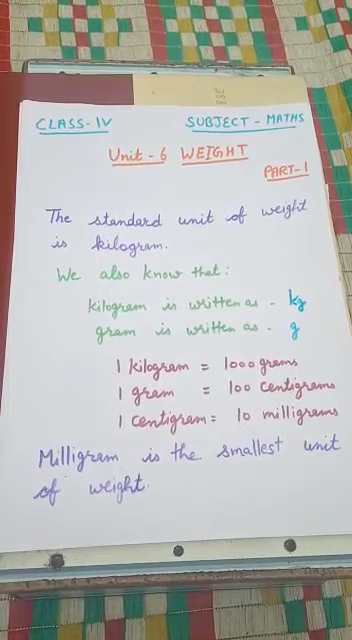 CLASS-IV SUBJECT - MATHS
Unit - 6 WEIGHT
PART-1
The standard unit of weight
is kilogram.
We also know that:
kilogram is written as - kg
gram is written as - g
1 kilogram = 1000 grams
1 gram = 100 centigrams
1 centigram = 10 milligrams
Milligram is the smallest unit
of weight.